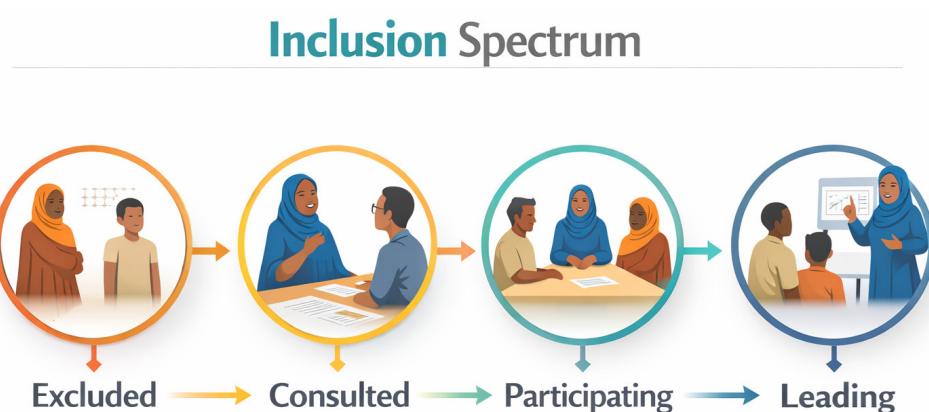 Inclusion Spectrum
Excluded Consulted Participating Leading